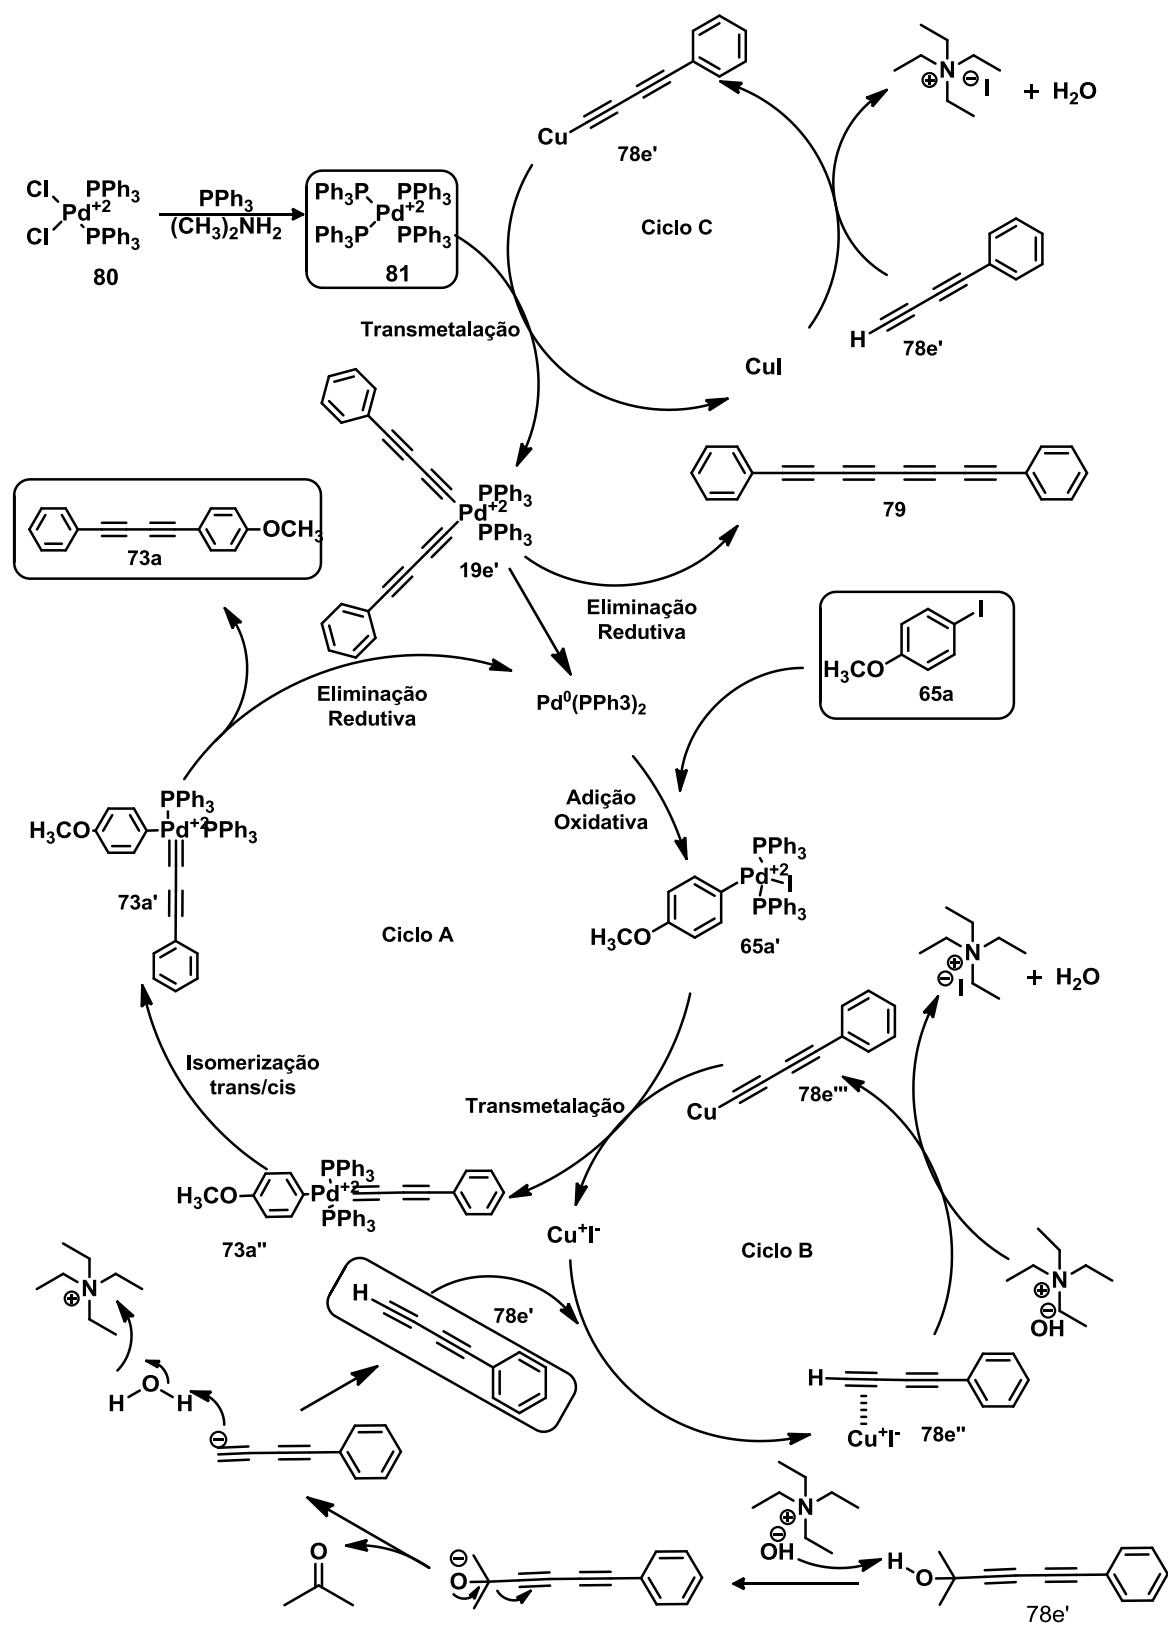 N
⊕ ⊖ I
+ H₂O
Cu
78e'
Cl
Cl
Pd⁺²
PPh₃
PPh₃
80
PPh₃
(CH₃)₂NH₂
Ph₃P
PPh₃
Pd⁺²
Ph₃P
PPh₃
81
Ciclo C
H
78e'
Transmetalação
CuI
PPh₃
Pd⁺²
PPh₃
19e'
79
OCH₃
73a
Eliminação
Redutiva
I
H₃CO
65a
Eliminação
Redutiva
Pd⁰(PPh3)₂
Adição
Oxidativa
PPh₃
H₃CO
Pd⁺²
PPh₃
73a'
PPh₃
Pd⁺²
I
PPh₃
H₃CO
65a'
Ciclo A
N
⊕
⊖ I
+ H₂O
Isomerização
trans/cis
78e'''
Cu
Transmetalação
PPh₃
H₃CO
Pd⁺²
PPh₃
73a''
Cu⁺I⁻
Ciclo B
N
⊕
⊖
OH
N
⊕
H
78e'
H
O
H
⊖
H
Cu⁺I⁻
78e''
N
⊕
⊖
OH
O
⊖
O
H
O
78e'